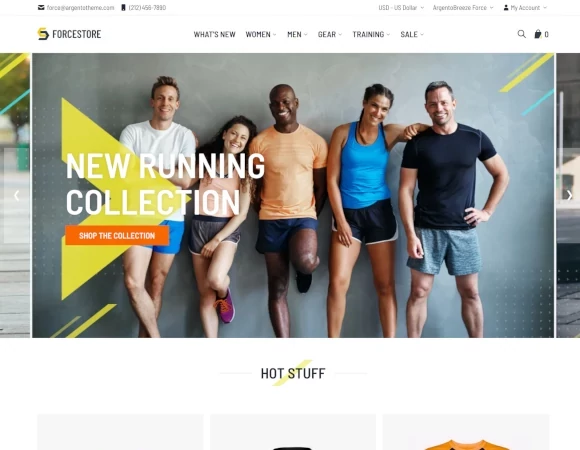 force@argentotheme.com (212) 456-7890 USD - US Dollar ArgentoBreeze Force My Account
FORCESTORE WHAT'S NEW WOMEN MEN GEAR TRAINING SALE 0
NEW RUNNING
COLLECTION
SHOP THE COLLECTION
HOT STUFF